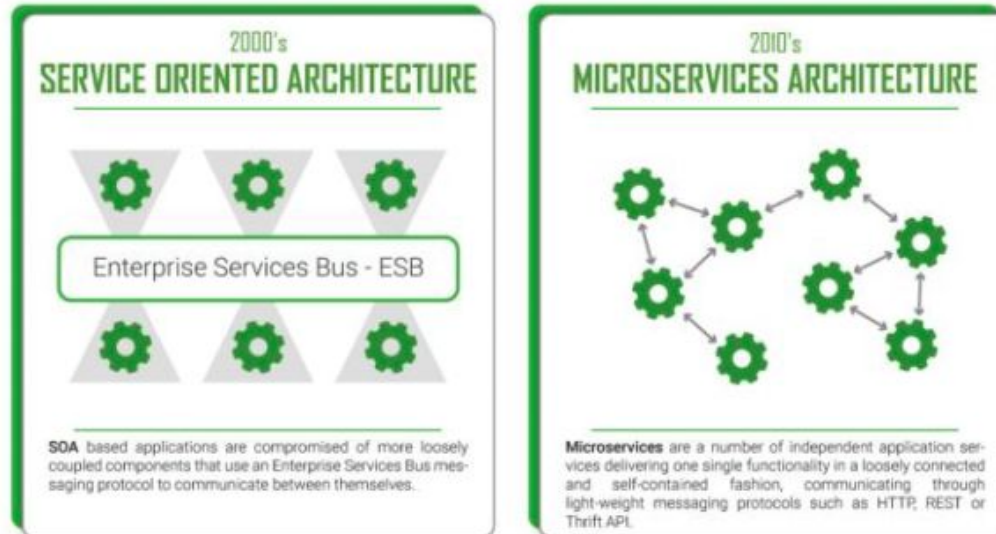 2000's
SERVICE ORIENTED ARCHITECTURE
Enterprise Services Bus - ESB
SOA based applications are compromised of more loosely
coupled components that use an Enterprise Services Bus mes-
saging protocol to communicate between themselves.
2010's
MICROSERVICES ARCHITECTURE
Microservices are a number of independent application ser-
vices delivering one single functionality in a loosely connected
and self-contained fashion, communicating through
light-weight messaging protocols such as HTTP, REST or
Thrift API.